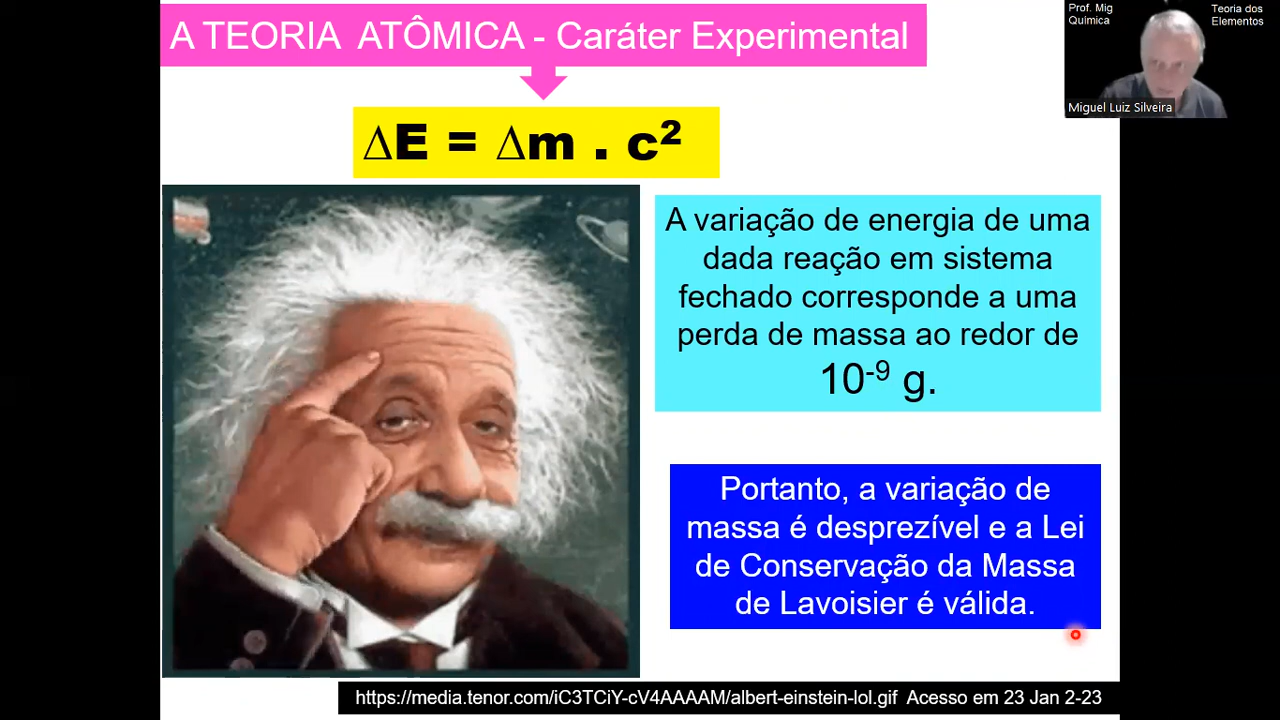 A TEORIA ATÔMICA - Caráter Experimental
∆E = ∆m . c²
A variação de energia de uma
dada reação em sistema
fechado corresponde a uma
perda de massa ao redor de
10⁻⁹ g.
Portanto, a variação de
massa é desprezível e a Lei
de Conservação da Massa
de Lavoisier é válida.
https://media.tenor.com/iC3TCiY-cV4AAAAM/albert-einstein-lol.gif Acesso em 23 Jan 2-23
Prof. Mig
Química
Teoria dos
Elementos
Miguel Luiz Silveira